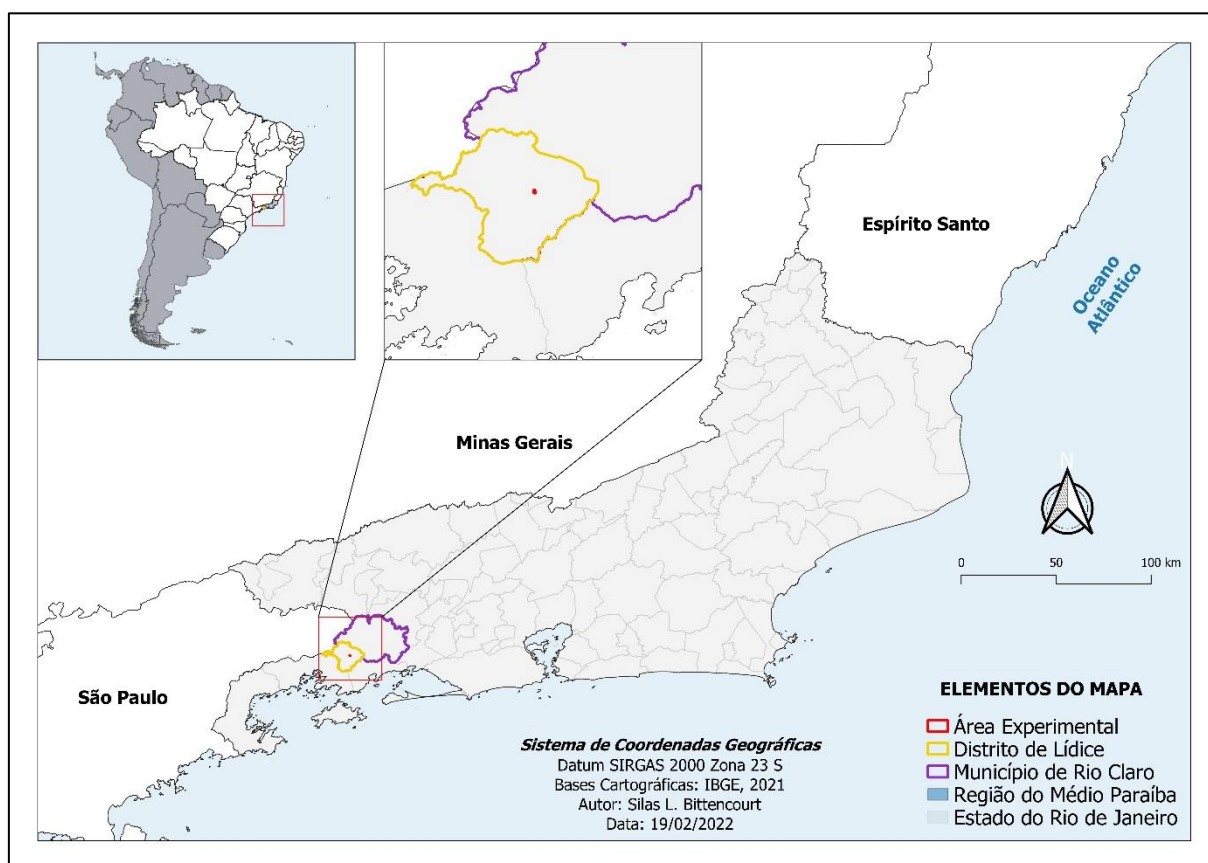 Espírito Santo
Oceano
Atlântico
Minas Gerais
N
0 50 100 km
São Paulo
ELEMENTOS DO MAPA
Área Experimental
Distrito de Lídice
Município de Rio Claro
Região do Médio Paraíba
Estado do Rio de Janeiro
Sistema de Coordenadas Geográficas
Datum SIRGAS 2000 Zona 23 S
Bases Cartográficas: IBGE, 2021
Autor: Silas L. Bittencourt
Data: 19/02/2022